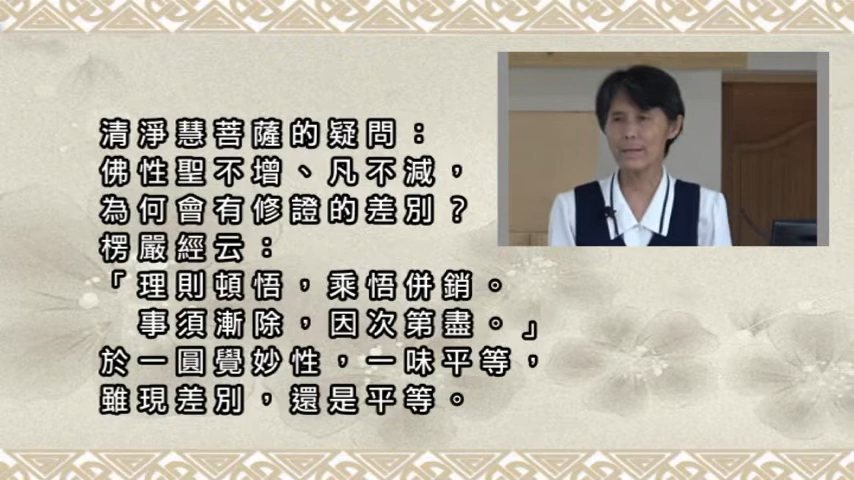 清淨慧菩薩的疑問：
佛性聖不增、凡不減，
為何會有修證的差別？
楞嚴經云：
「理則頓悟，乘悟併銷。
事須漸除，因次第盡。」
於一圓覺妙性，一味平等，
雖現差別，還是平等。